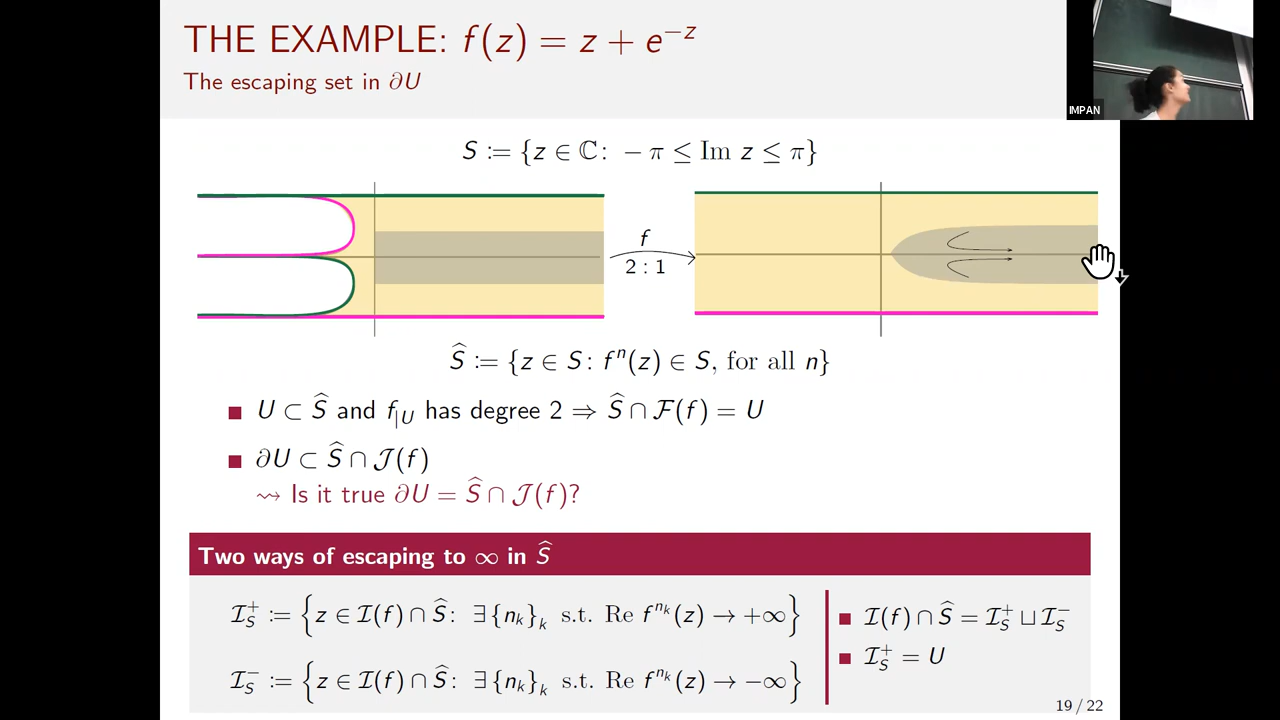 THE EXAMPLE: f(z) = z + e^{−z}
The escaping set in ∂U
IMPAN
S ≔ {z ∈ ℂ: −π ≤ Im z ≤ π}
f
2 : 1
Ŝ ≔ {z ∈ S: fⁿ(z) ∈ S, for all n}
U ⊂ Ŝ and f_{|U} has degree 2 ⇒ Ŝ ∩ ℱ(f) = U
∂U ⊂ Ŝ ∩ 𝒥(f)
⇝ Is it true ∂U = Ŝ ∩ 𝒥(f)?
Two ways of escaping to ∞ in Ŝ
ℐ_S^+ ≔ {z ∈ ℐ(f) ∩ Ŝ: ∃{n_k}_k s.t. Re f^{n_k}(z) → +∞}
ℐ_S^− ≔ {z ∈ ℐ(f) ∩ Ŝ: ∃{n_k}_k s.t. Re f^{n_k}(z) → −∞}
ℐ(f) ∩ Ŝ = ℐ_S^+ ⊔ ℐ_S^−
ℐ_S^+ = U
19 / 22